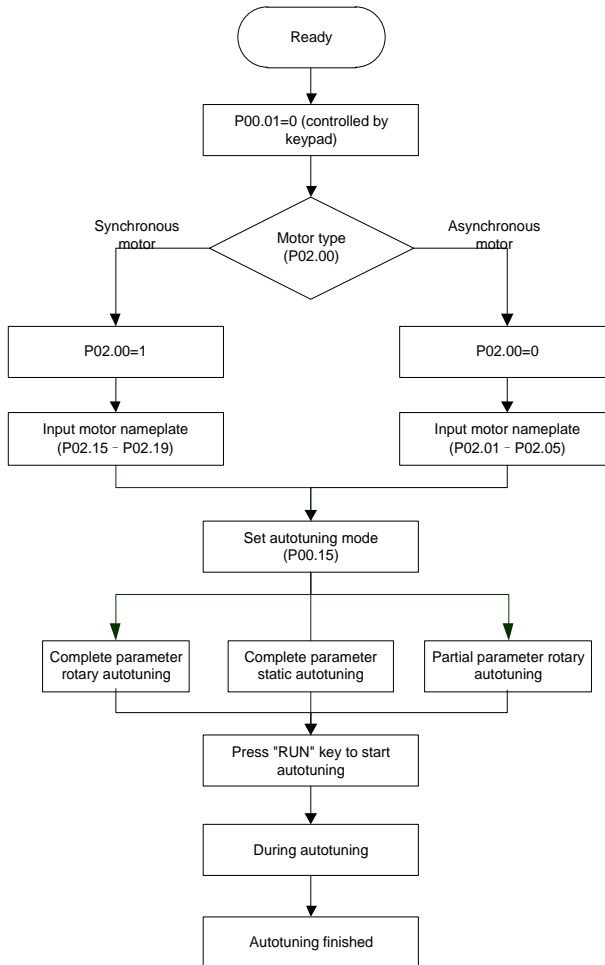 Ready
P00.01=0 (controlled by
keypad)
Synchronous
motor
Motor type
(P02.00)
Asynchronous
motor
P02.00=1
P02.00=0
Input motor nameplate
(P02.15–P02.19)
Input motor nameplate
(P02.01–P02.05)
Set autotuning mode
(P00.15)
Complete parameter
rotary autotuning
Complete parameter
static autotuning
Partial parameter rotary
autotuning
Press "RUN" key to start
autotuning
During autotuning
Autotuning finished